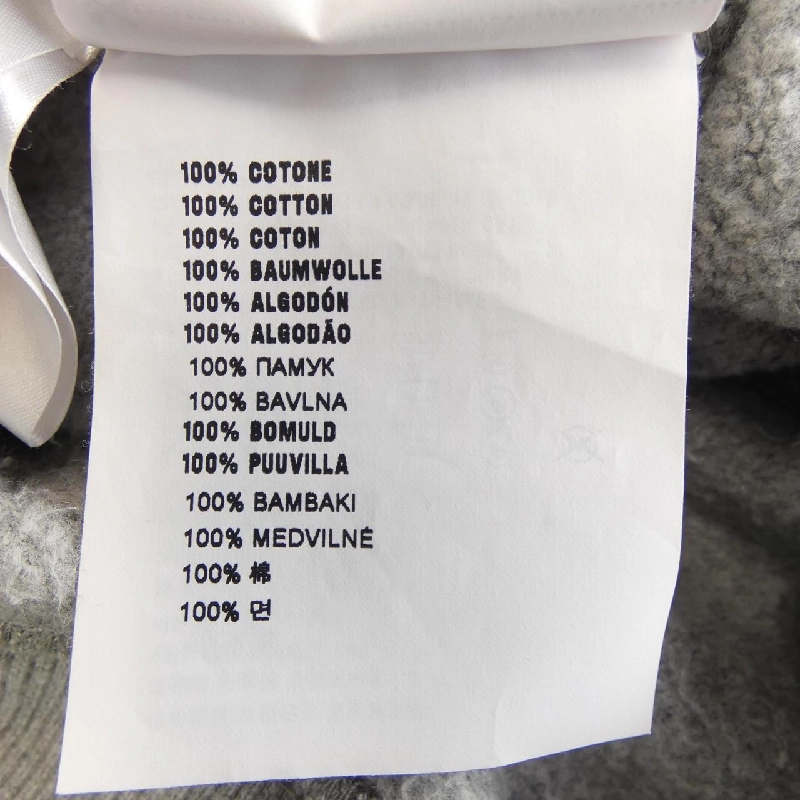 100% COTONE
100% COTTON
100% COTON
100% BAUMWOLLE
100% ALGODÓN
100% ALGODÃO
100% ПАМУК
100% BAVLNA
100% BOMULD
100% PUUVILLA
100% BAMBAKI
100% MEDVILNĖ
100% 棉
100% 면